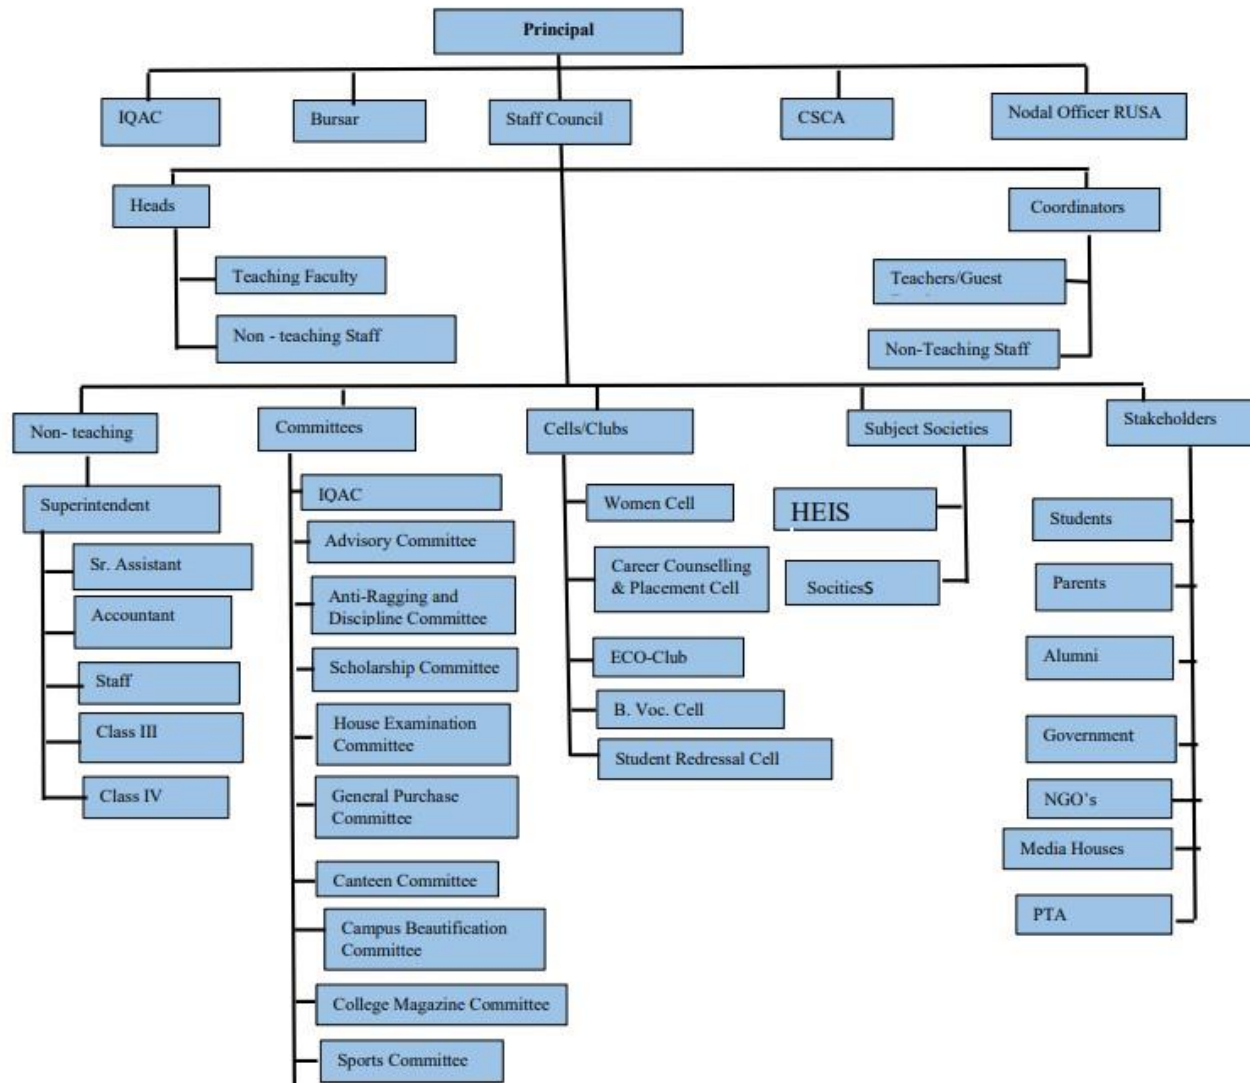 Principal
IQAC
Bursar
Staff Council
CSCA
Nodal Officer RUSA
Heads
Coordinators
Teaching Faculty
Teachers/Guest
Non - teaching Staff
Non-Teaching Staff
Non- teaching
Committees
Cells/Clubs
Subject Societies
Stakeholders
Superintendent
Sr. Assistant
Accountant
Staff
Class III
Class IV
IQAC
Advisory Committee
Anti-Ragging and
Discipline Committee
Scholarship Committee
House Examination
Committee
General Purchase
Committee
Canteen Committee
Campus Beautification
Committee
College Magazine Committee
Sports Committee
Women Cell
Career Counselling
& Placement Cell
ECO-Club
B. Voc. Cell
Student Redressal Cell
HEIS
Socities$
Students
Parents
Alumni
Government
NGO's
Media Houses
PTA